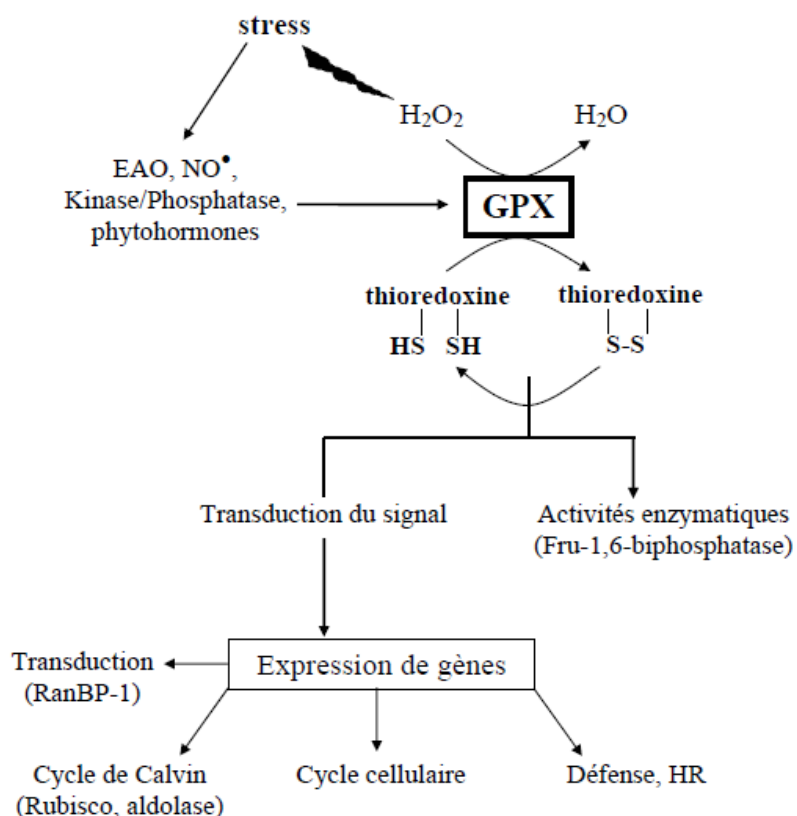 stress
H₂O₂
H₂O
EAO, NO•,
Kinase/Phosphatase,
phytohormones
GPX
thioredoxine
thioredoxine
HS SH
S-S
Transduction du signal
Activités enzymatiques
(Fru-1,6-biphosphatase)
Transduction
(RanBP-1)
Expression de gènes
Cycle de Calvin
(Rubisco, aldolase)
Cycle cellulaire
Défense, HR